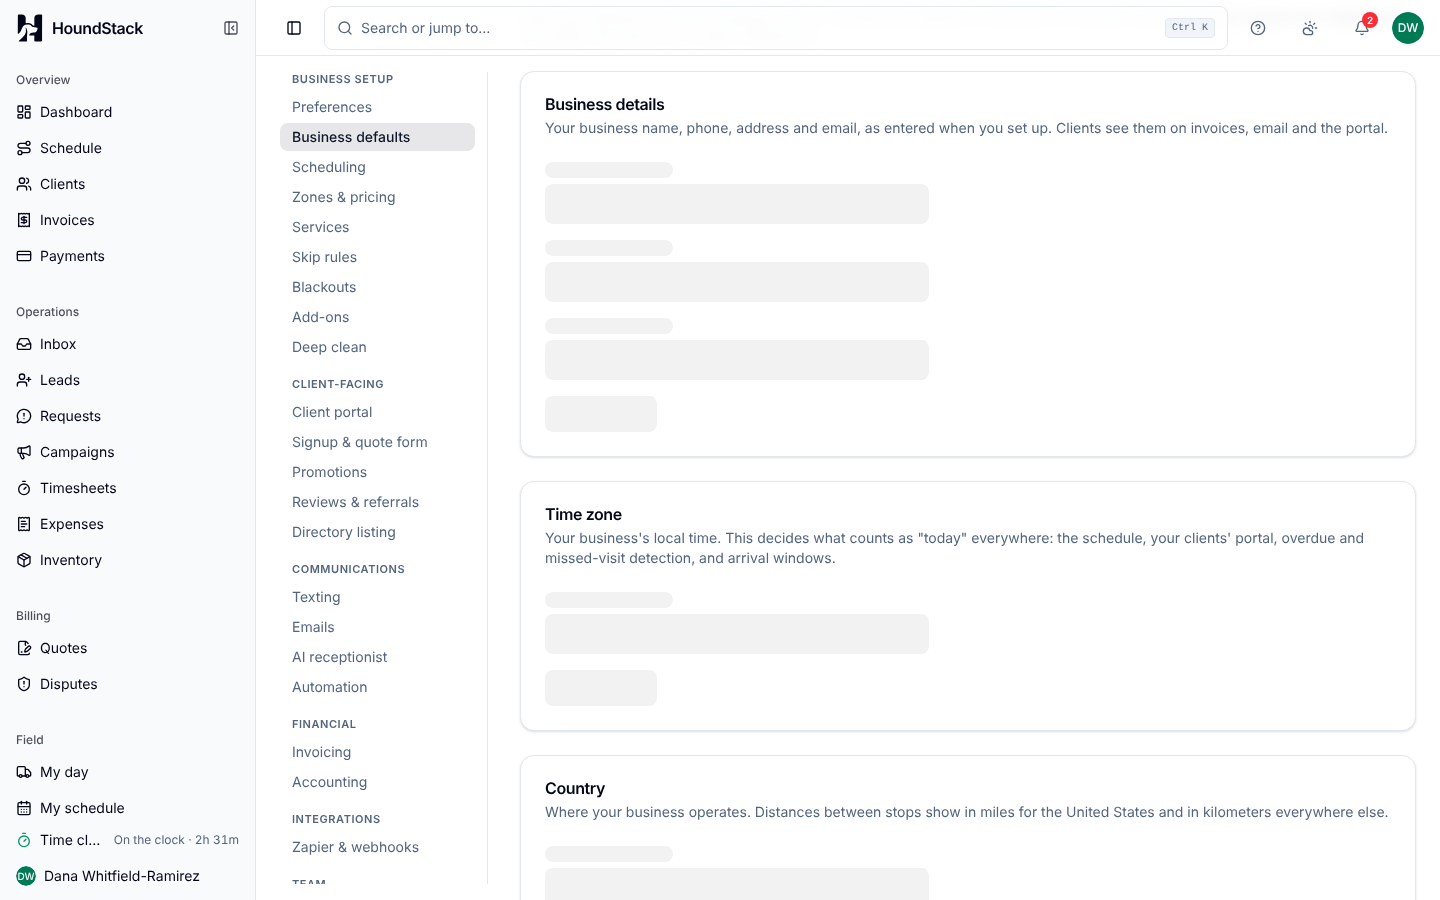 HoundStack
Search or jump to...
Ctrl K
2
DW
Overview
Dashboard
Schedule
Clients
Invoices
Payments
Operations
Inbox
Leads
Requests
Campaigns
Timesheets
Expenses
Inventory
Billing
Quotes
Disputes
Field
My day
My schedule
Time cl... On the clock · 2h 31m
DW Dana Whitfield-Ramirez
BUSINESS SETUP
Preferences
Business defaults
Scheduling
Zones & pricing
Services
Skip rules
Blackouts
Add-ons
Deep clean
CLIENT-FACING
Client portal
Signup & quote form
Promotions
Reviews & referrals
Directory listing
COMMUNICATIONS
Texting
Emails
AI receptionist
Automation
FINANCIAL
Invoicing
Accounting
INTEGRATIONS
Zapier & webhooks
TEAM
Business details
Your business name, phone, address and email, as entered when you set up. Clients see them on invoices, email and the portal.
Time zone
Your business's local time. This decides what counts as "today" everywhere: the schedule, your clients' portal, overdue and
missed-visit detection, and arrival windows.
Country
Where your business operates. Distances between stops show in miles for the United States and in kilometers everywhere else.